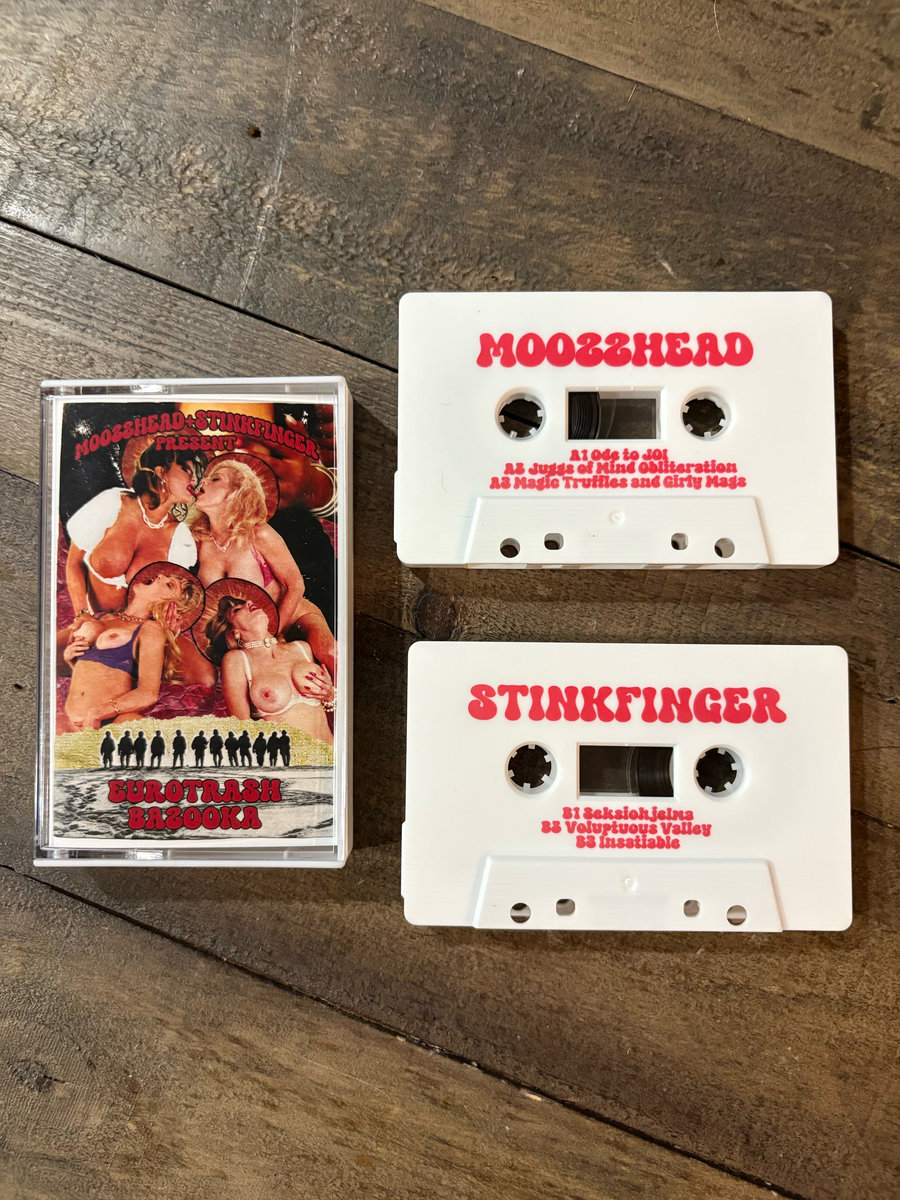 MOOZZHEAD+STINKFINGER
PRESENT
EUROTRASH
BAZOOKA
MOOZZHEAD
A1 Ode to JOI
A2 Juggs of Mind Obliteration
A3 Magic Truffles and Girly Mags
STINKFINGER
B1 Seksiohjelma
B2 Voluptuous Valley
B3 Insatiable